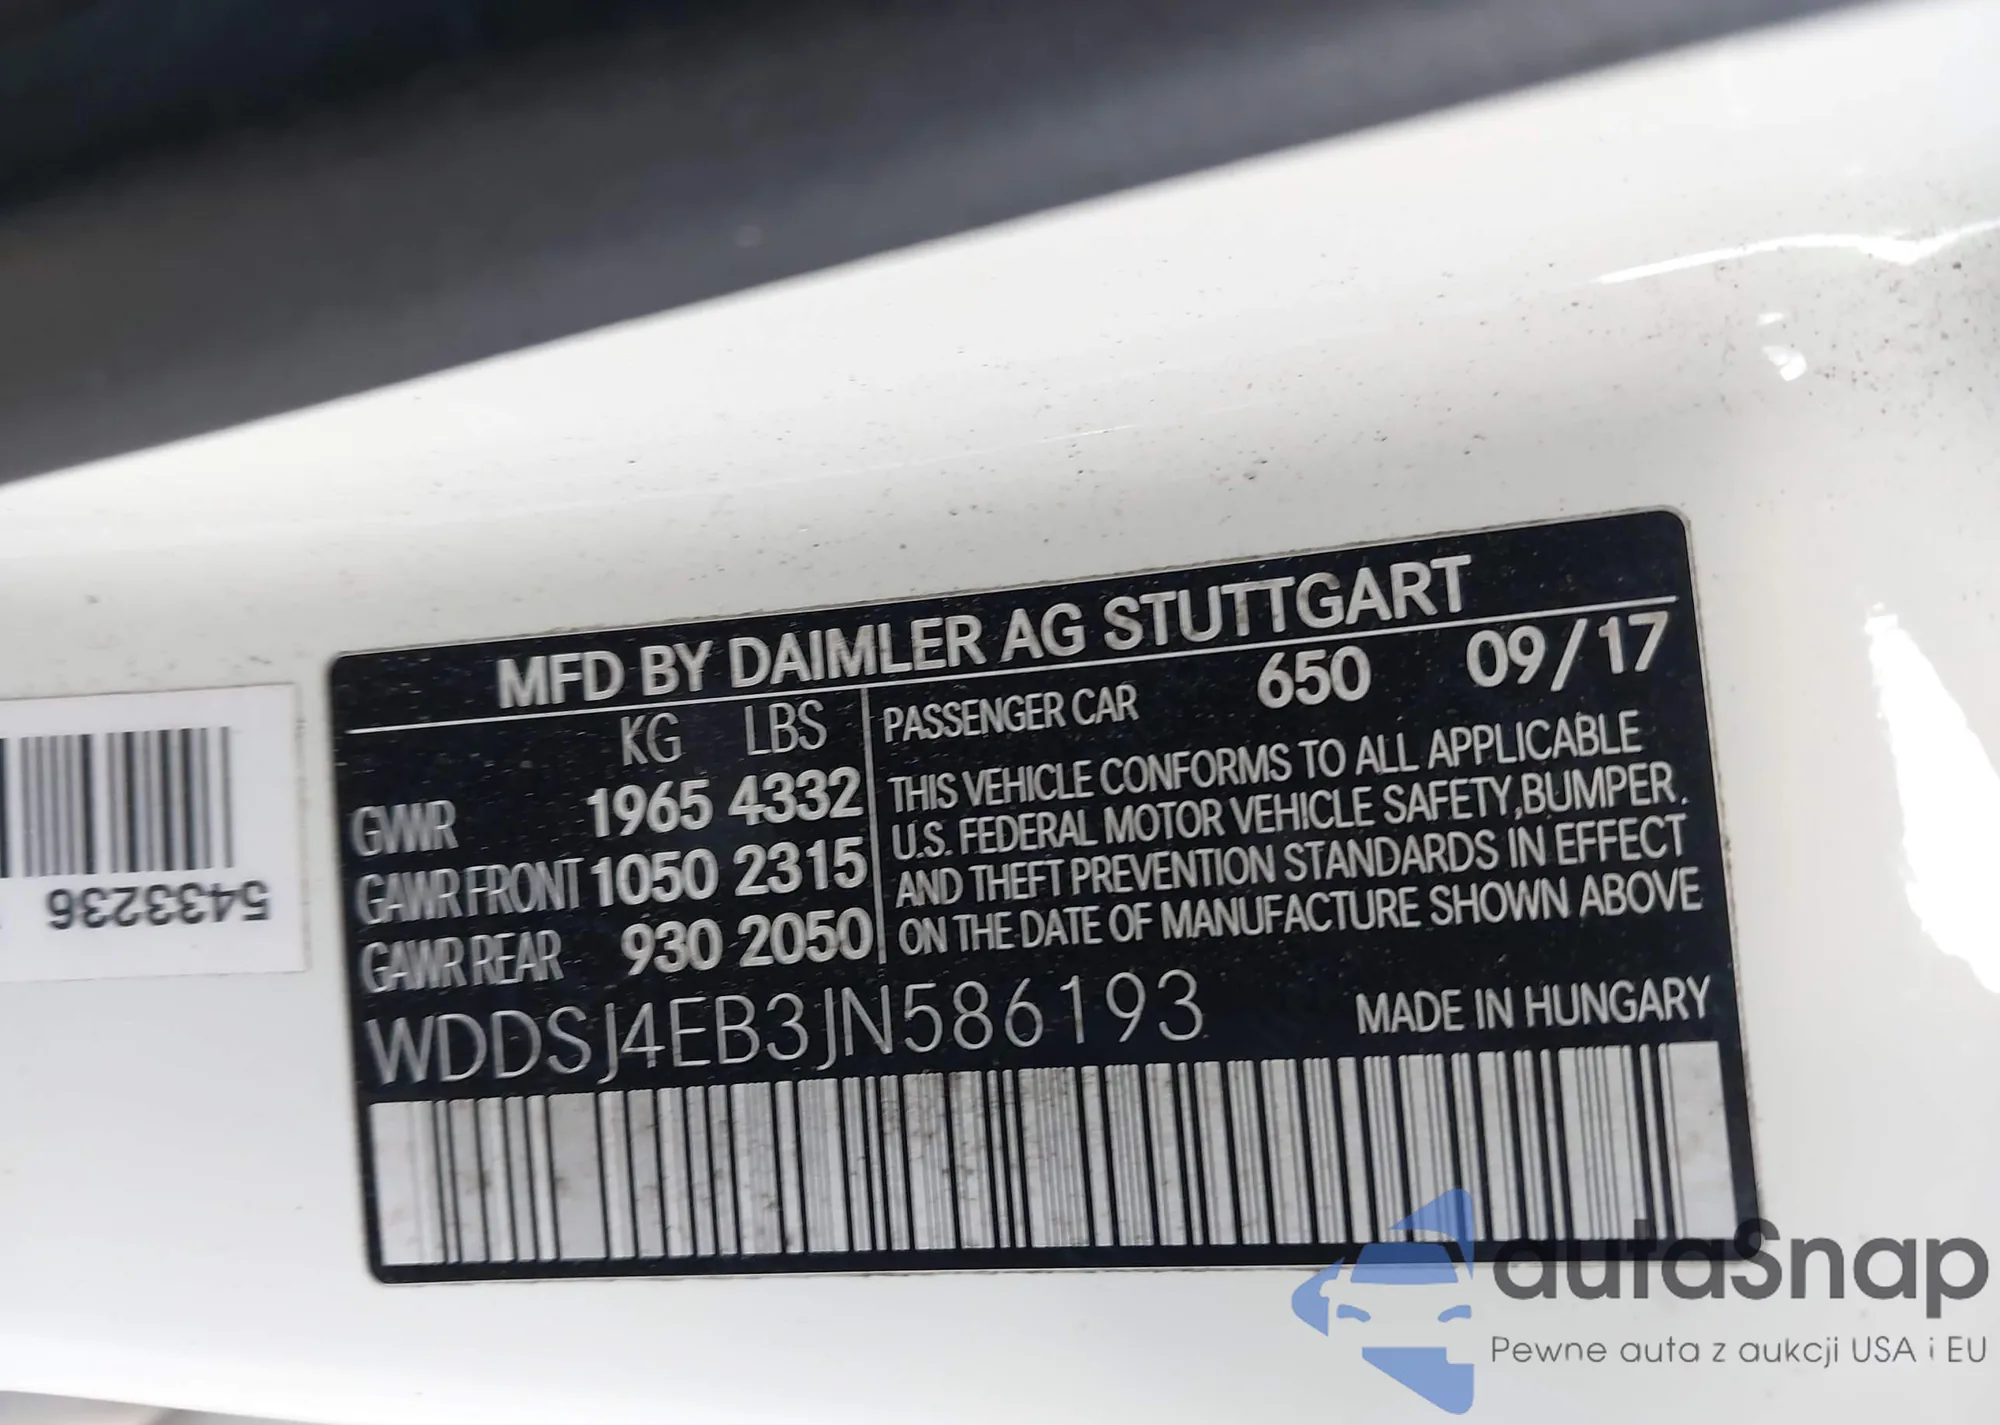 MFD BY DAIMLER AG STUTTGART
KG LBS
GVWR 1965 4332
GAWR FRONT 1050 2315
GAWR REAR 930 2050
PASSENGER CAR 650 09/17
THIS VEHICLE CONFORMS TO ALL APPLICABLE
U.S. FEDERAL MOTOR VEHICLE SAFETY,BUMPER.
AND THEFT PREVENTION STANDARDS IN EFFECT
ON THE DATE OF MANUFACTURE SHOWN ABOVE
WDDSJ4EB3JN586193 MADE IN HUNGARY
5433236
autaSnap
Pewne auta z aukcji USA i EU